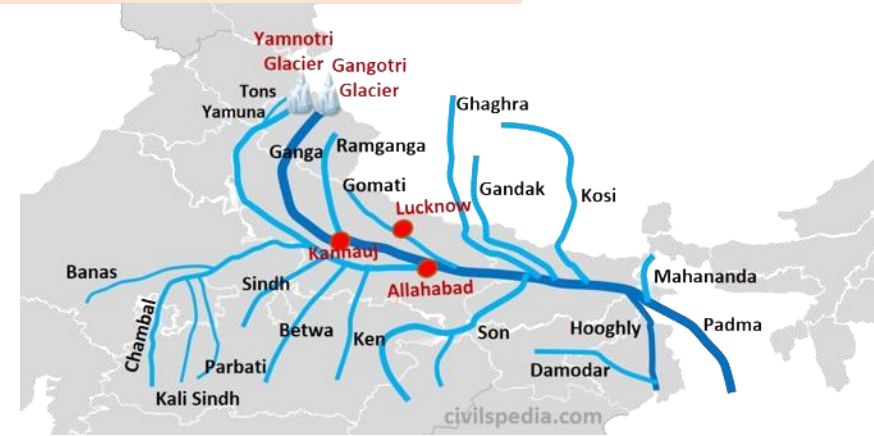 Yamnotri
Glacier
Gangotri
Glacier
Tons
Yamuna
Ghaghra
Ganga
Ramganga
Gomati
Gandak
Kosi
Lucknow
Kannauj
Banas
Sindh
Allahabad
Mahananda
Chambal
Betwa
Ken
Son
Hooghly
Padma
Parbati
Damodar
Kali Sindh
civilspedia.com